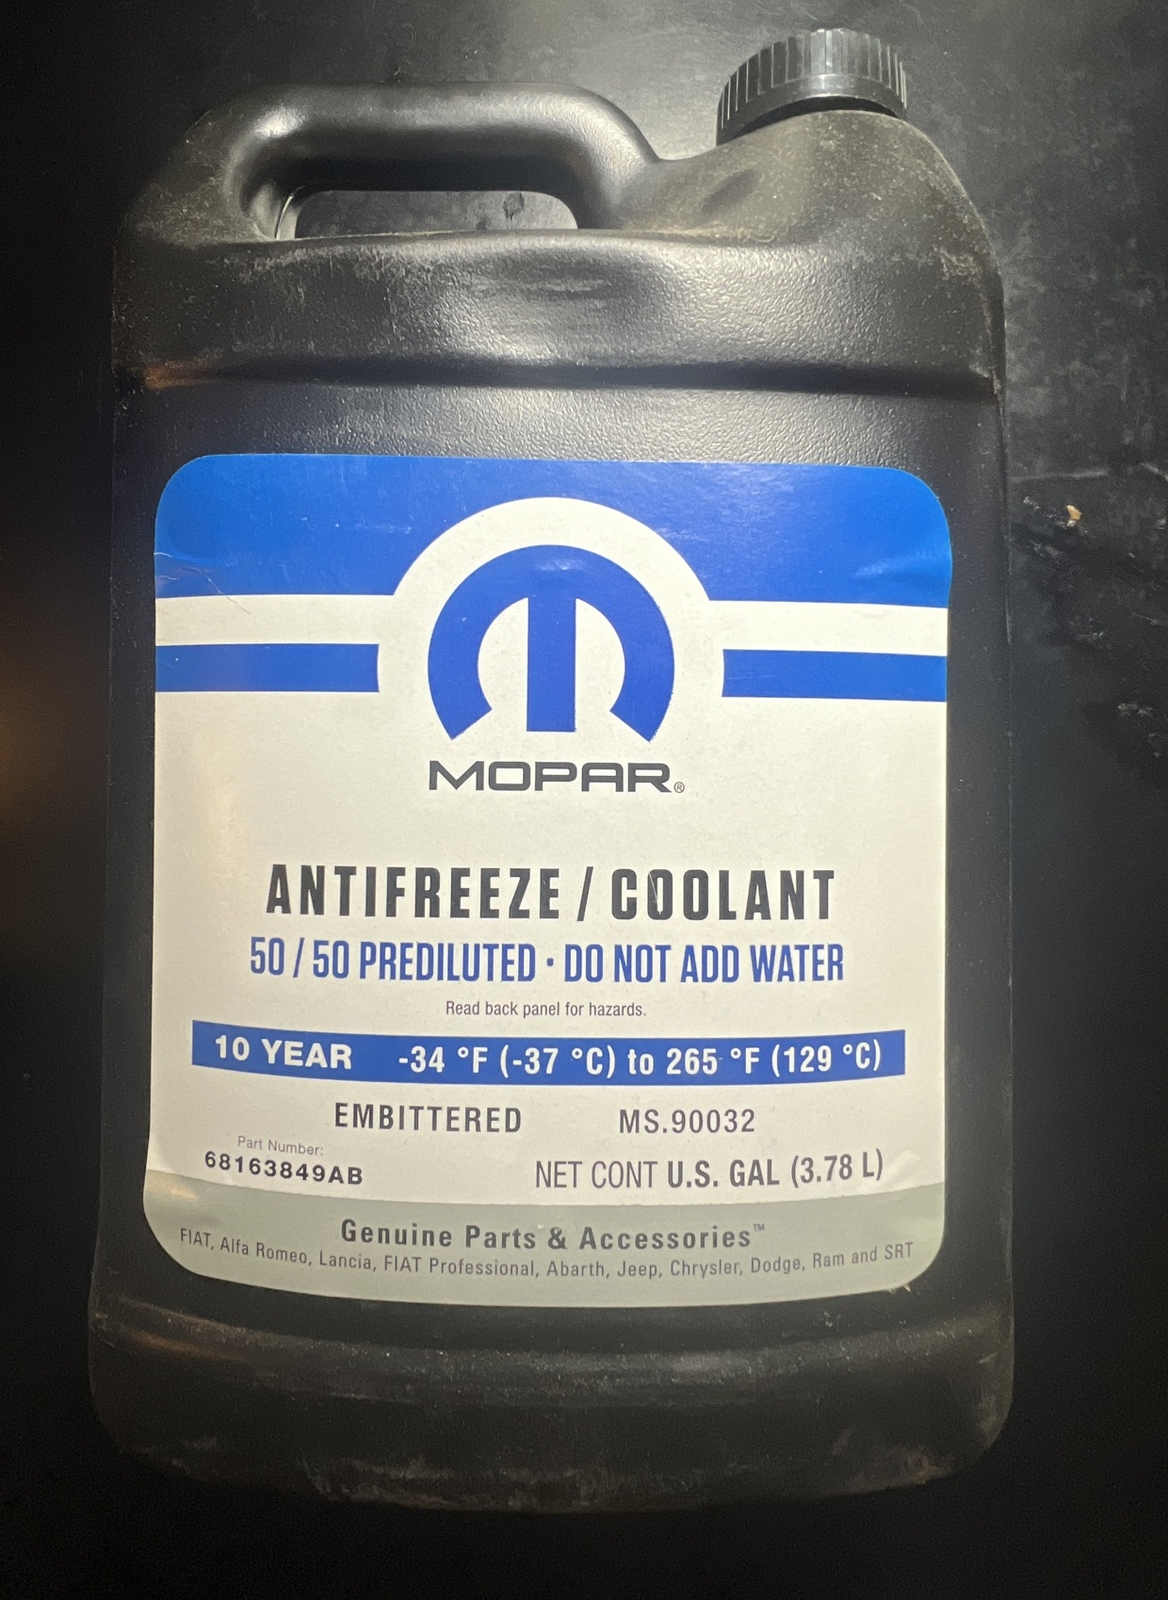 MOPAR®
ANTIFREEZE / COOLANT
50 / 50 PREDILUTED · DO NOT ADD WATER
Read back panel for hazards.
10 YEAR -34 °F (-37 °C) to 265 °F (129 °C)
EMBITTERED MS.90032
Part Number:
68163849AB
NET CONT U.S. GAL (3.78 L)
Genuine Parts & Accessories™
FIAT, Alfa Romeo, Lancia, FIAT Professional, Abarth, Jeep, Chrysler, Dodge, Ram and SRT